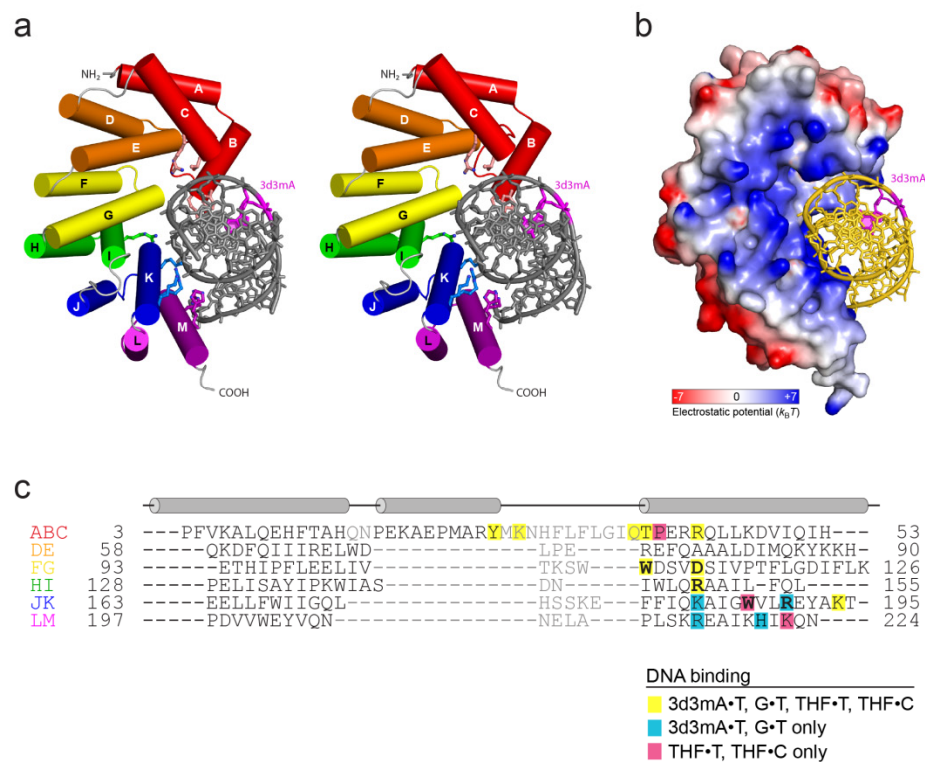 a
b
NH₂
A
C
B
D
E
F
G
H
I
J
K
L
M
3d3mA
COOH
NH₂
A
C
B
D
E
F
G
H
I
J
K
L
M
3d3mA
COOH
3d3mA
-7 0 +7
Electrostatic potential (kBT)
c
ABC 3 ----PFVKALQEHFTAHQNPEKAEPMARYMKNHFLFLGIQTPERRQLLKDVIQIH--- 53
DE 58 ------QKDFQIIIIRELWD------------LPE-----REFQAAALDIMQKYKKH-- 90
FG 93 -------ETHIPFLEELIV-------------TKSW----WDSVDSIVPTFLGDIFLK 126
HI 128 -----PELISAYIPKWIAS-------------DN------IWLQRAAIL-FQL---- 155
JK 163 -----EELLFWIIGQL----------------HSSKE---FFIQKAIGWVLREYAKT- 195
LM 197 -----PDVVWEYVQN-----------------NELA----PLSKREAIKHIKQN---- 224
DNA binding
3d3mA•T, G•T, THF•T, THF•C
3d3mA•T, G•T only
THF•T, THF•C only